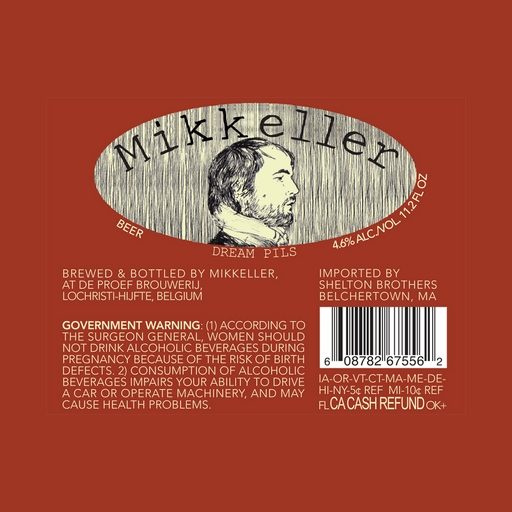 Mikkeller
BEER
4.6% ALC./VOL 11.2 FL OZ
DREAM PILS
BREWED & BOTTLED BY MIKKELLER,
AT DE PROEF BROUWERIJ,
LOCHRISTI-HIJFTE, BELGIUM
IMPORTED BY
SHELTON BROTHERS
BELCHERTOWN, MA
GOVERNMENT WARNING: (1) ACCORDING TO
THE SURGEON GENERAL, WOMEN SHOULD
NOT DRINK ALCOHOLIC BEVERAGES DURING
PREGNANCY BECAUSE OF THE RISK OF BIRTH
DEFECTS. 2) CONSUMPTION OF ALCOHOLIC
BEVERAGES IMPAIRS YOUR ABILITY TO DRIVE
A CAR OR OPERATE MACHINERY, AND MAY
CAUSE HEALTH PROBLEMS.
6 08782 67556 2
IA-OR-VT-CT-MA-ME-DE-
HI-NY-5¢ REF MI-10¢ REF
FL CA CASH REFUND OK+